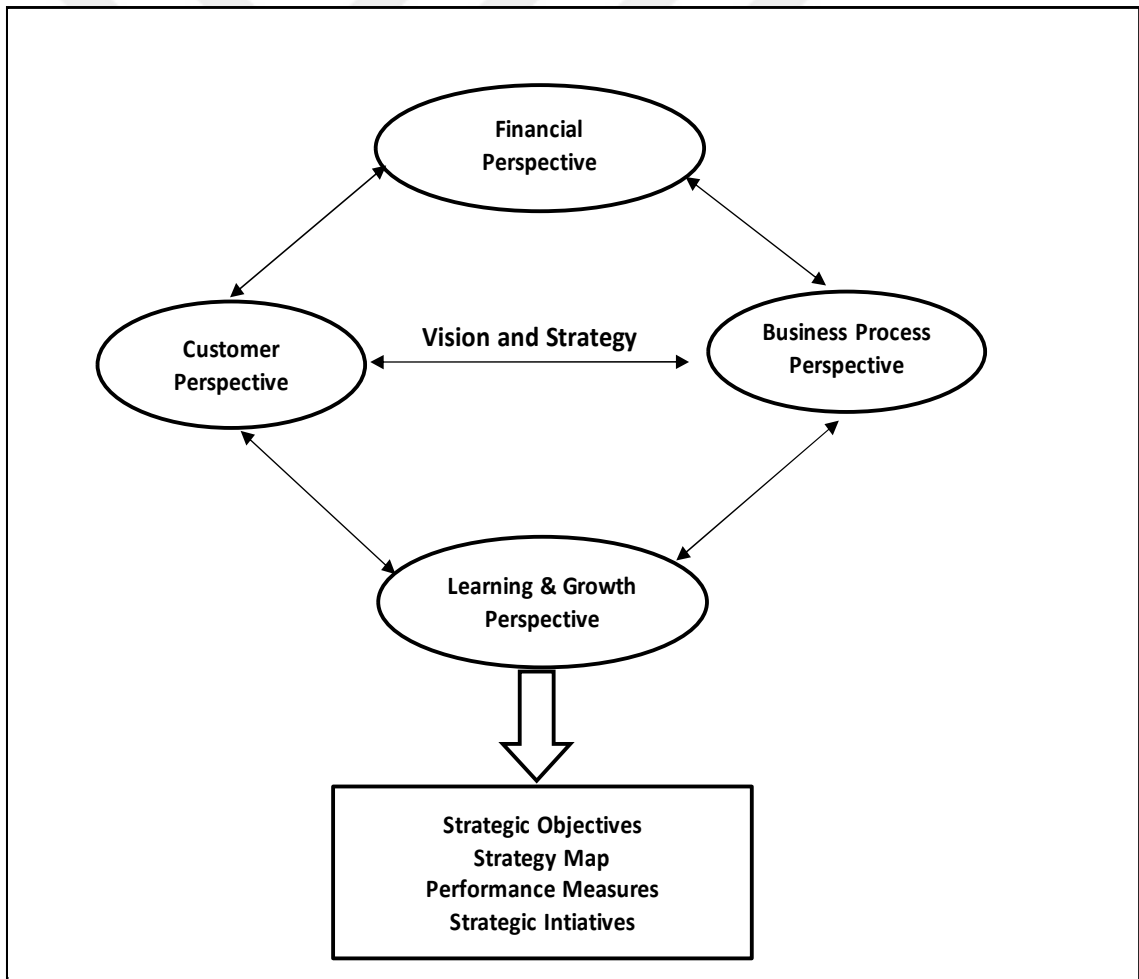 Financial
Perspective
Vision and Strategy
Customer
Perspective
Business Process
Perspective
Learning & Growth
Perspective
Strategic Objectives
Strategy Map
Performance Measures
Strategic Intiatives